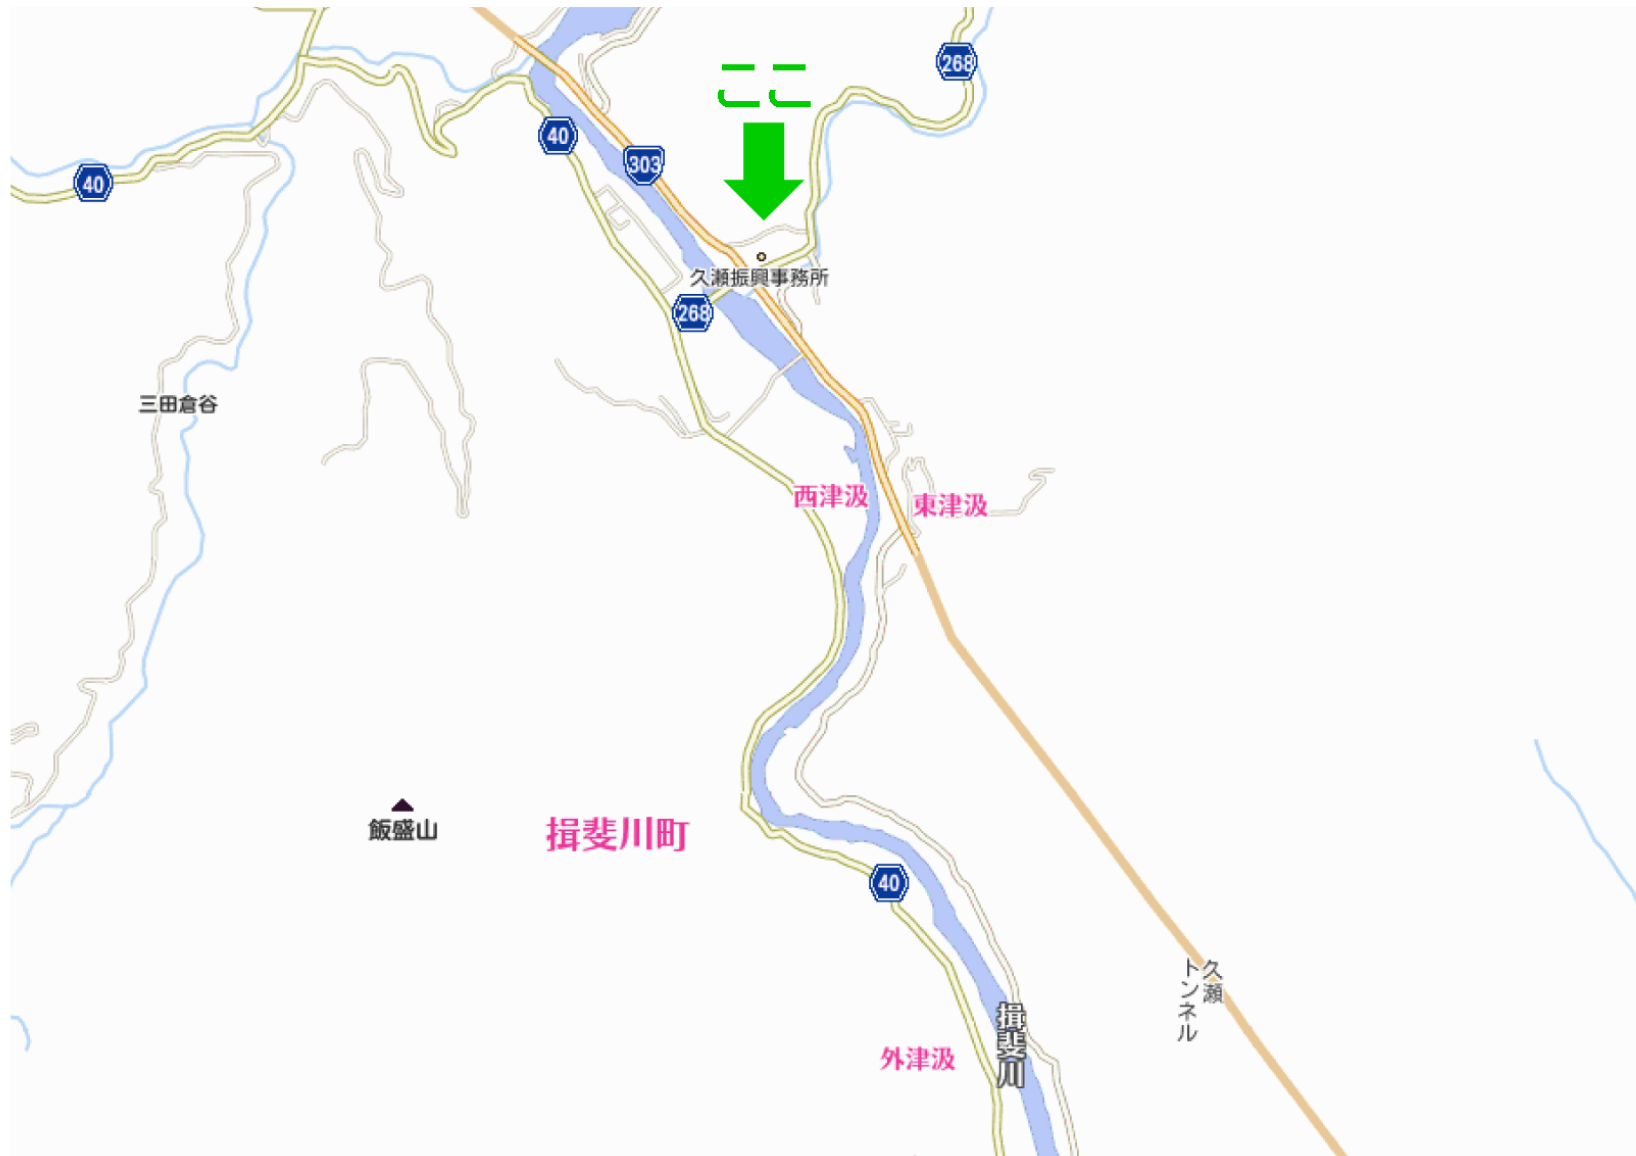 268
ここ
40
303
40
久瀬振興事務所
268
三田倉谷
西津汲
東津汲
飯盛山
揖斐川町
40
久瀬
トンネル
揖斐川
外津汲